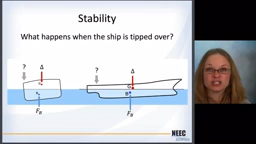 Stability
What happens when the ship is tipped over?
? Δ ? Δ
G
B
F_B F_B
NEEC